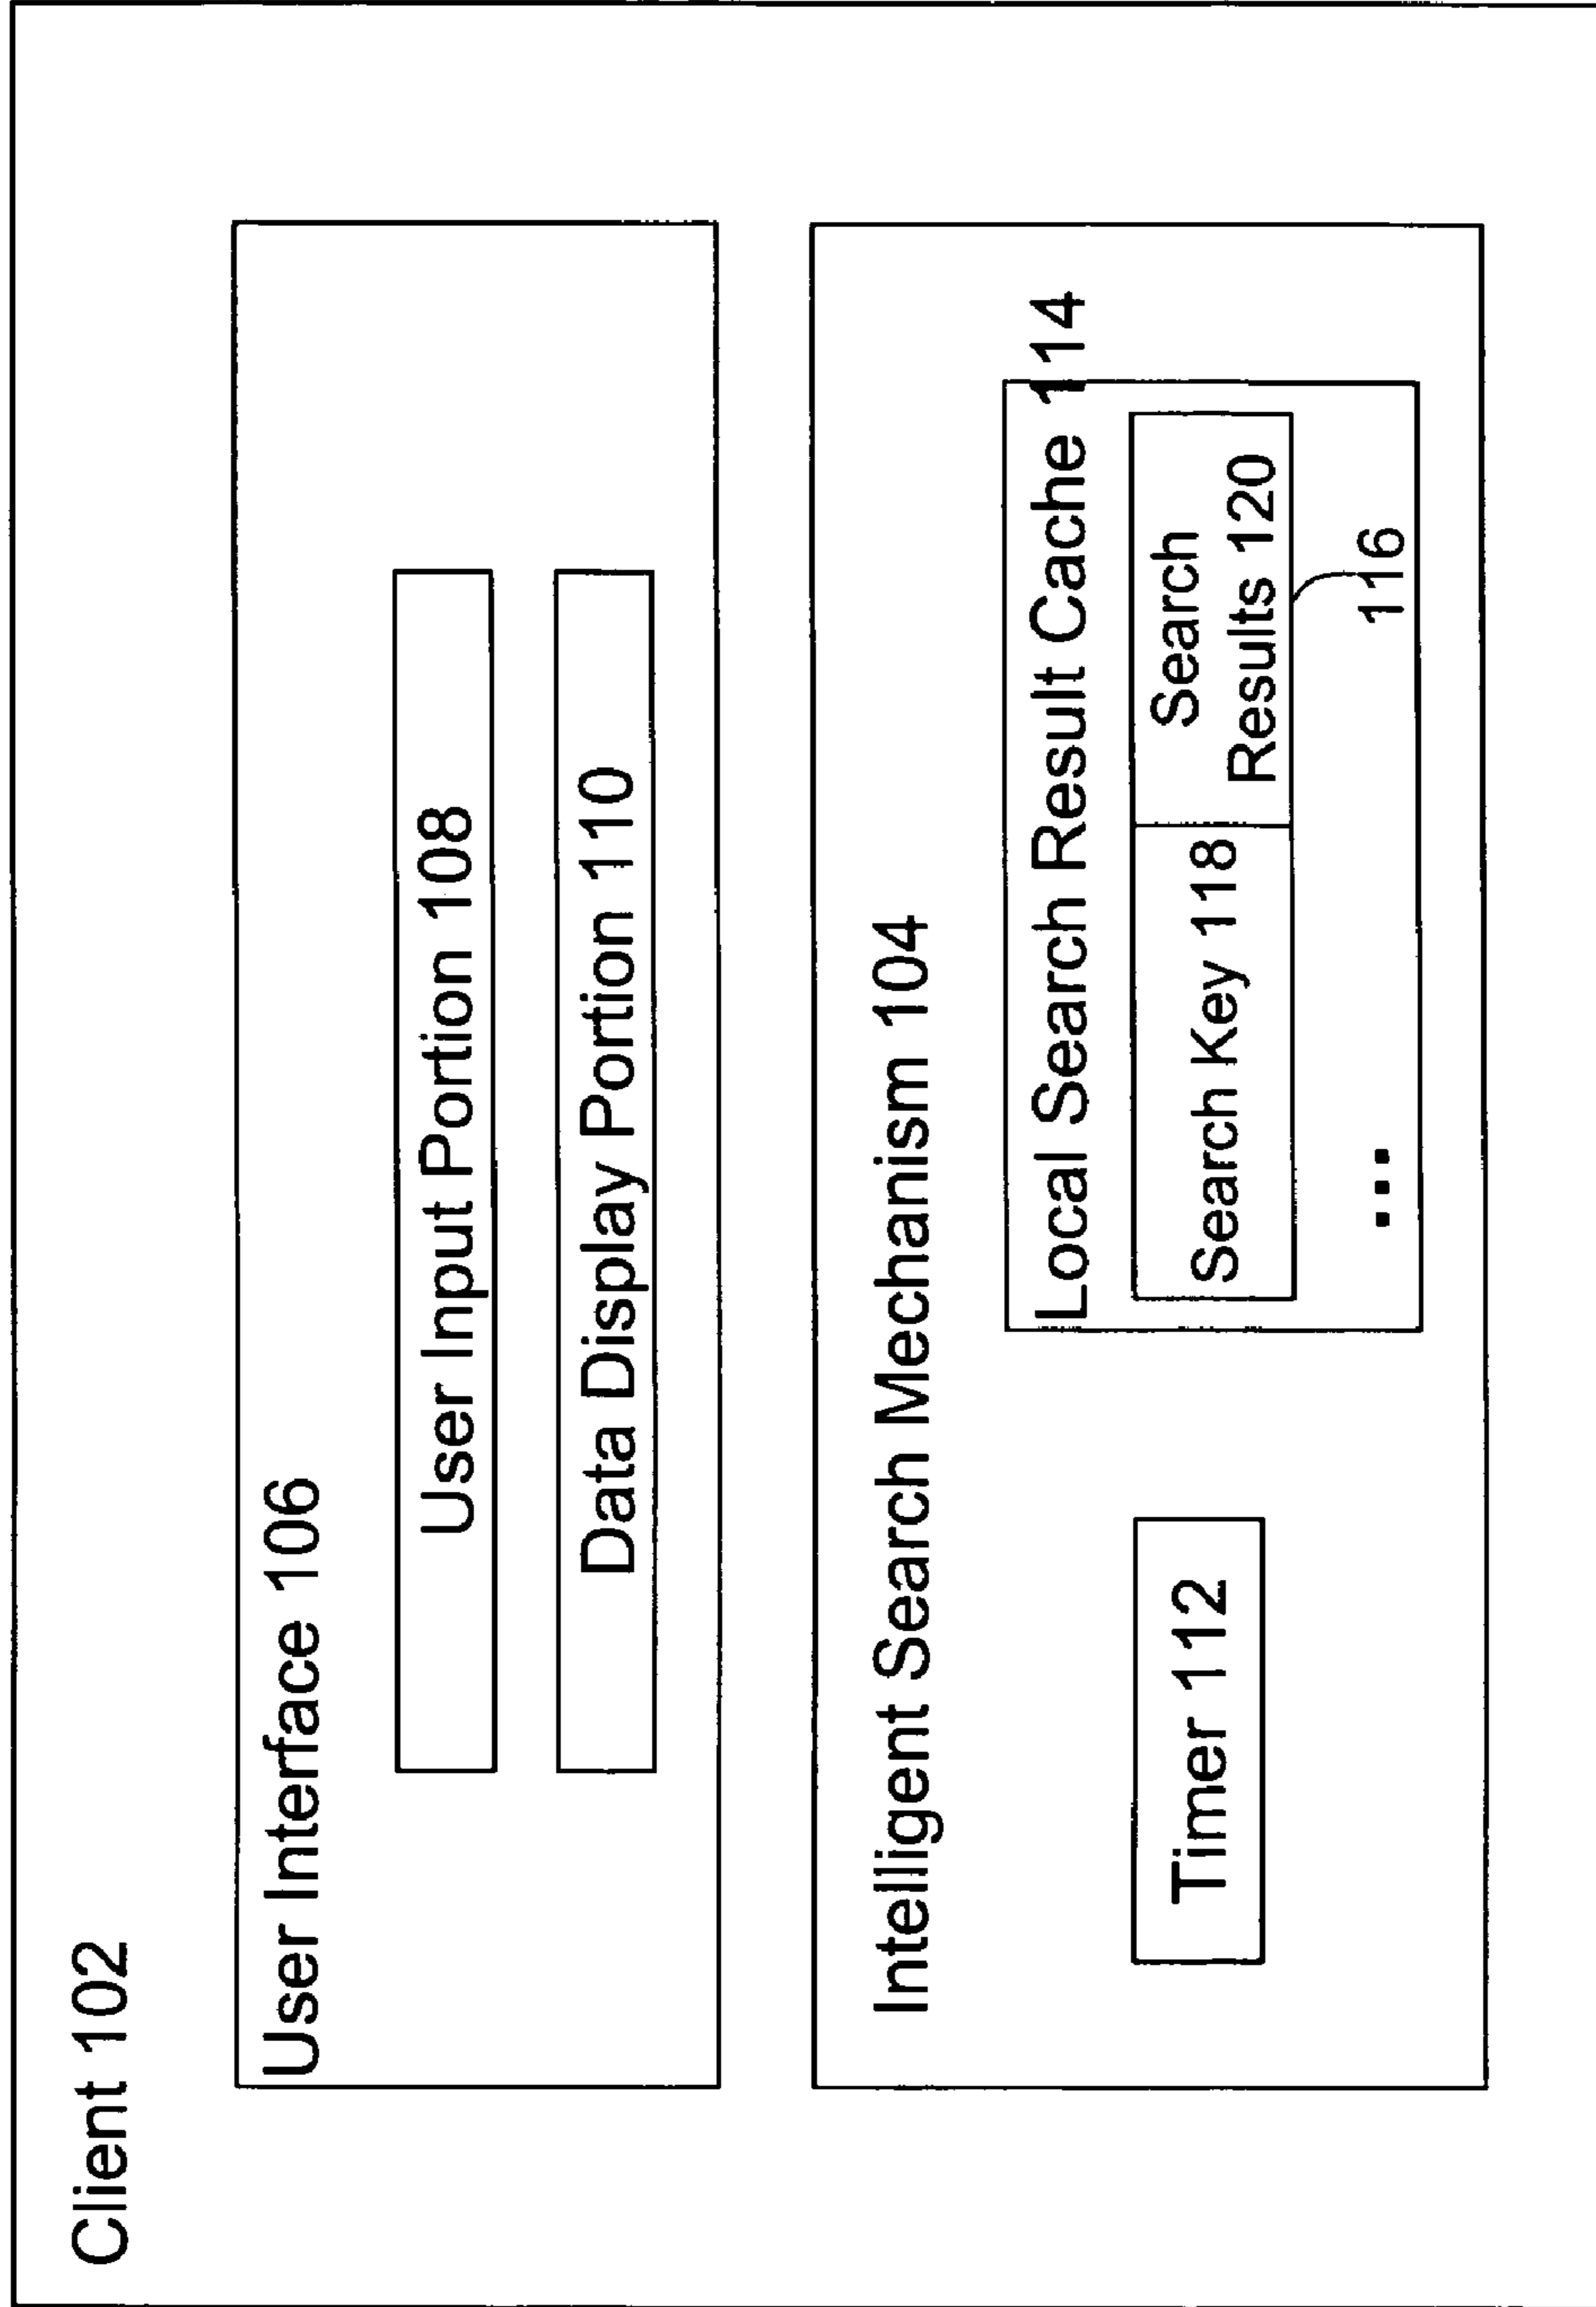 Client 102
User Interface 106
User Input Portion 108
Data Display Portion 110
Intelligent Search Mechanism 104
Timer 112
Local Search Result Cache 114
Search Key 118
Search
Results 120
...
116